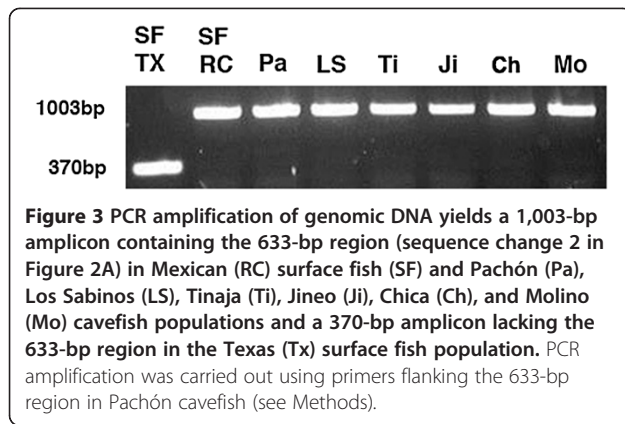 SF SF
TX RC Pa LS Ti Ji Ch Mo
1003bp
370bp
Figure 3 PCR amplification of genomic DNA yields a 1,003-bp
amplicon containing the 633-bp region (sequence change 2 in
Figure 2A) in Mexican (RC) surface fish (SF) and Pachón (Pa),
Los Sabinos (LS), Tinaja (Ti), Jineo (Ji), Chica (Ch), and Molino
(Mo) cavefish populations and a 370-bp amplicon lacking the
633-bp region in the Texas (Tx) surface fish population. PCR
amplification was carried out using primers flanking the 633-bp
region in Pachón cavefish (see Methods).